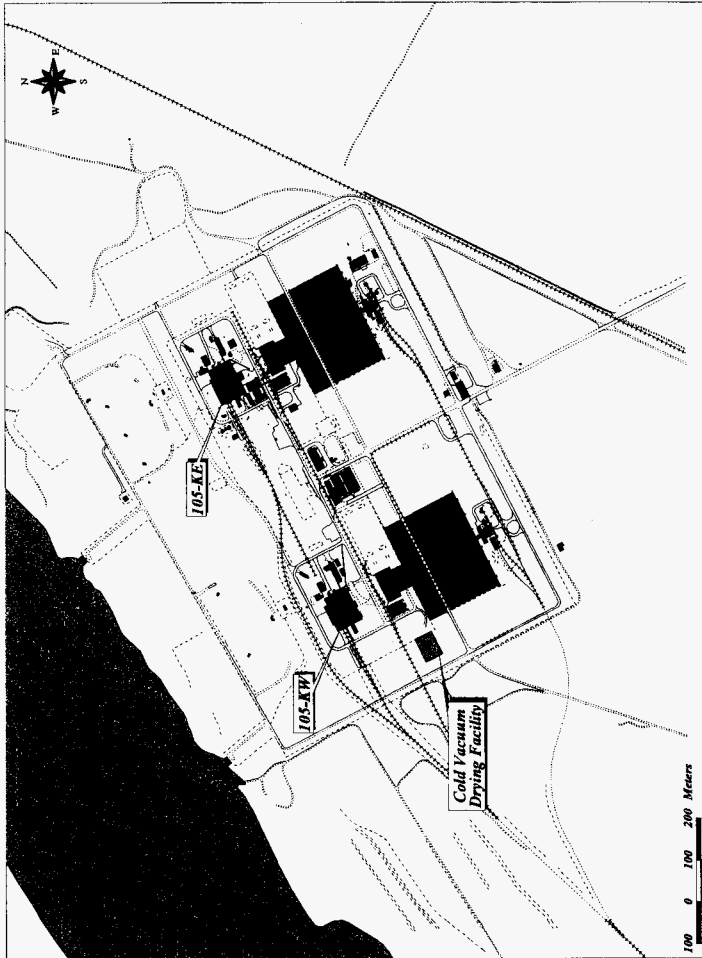 N
E
W
S
105-KE
105-KW
Cold Vacuum
Drying Facility
100 0 100 200 Meters